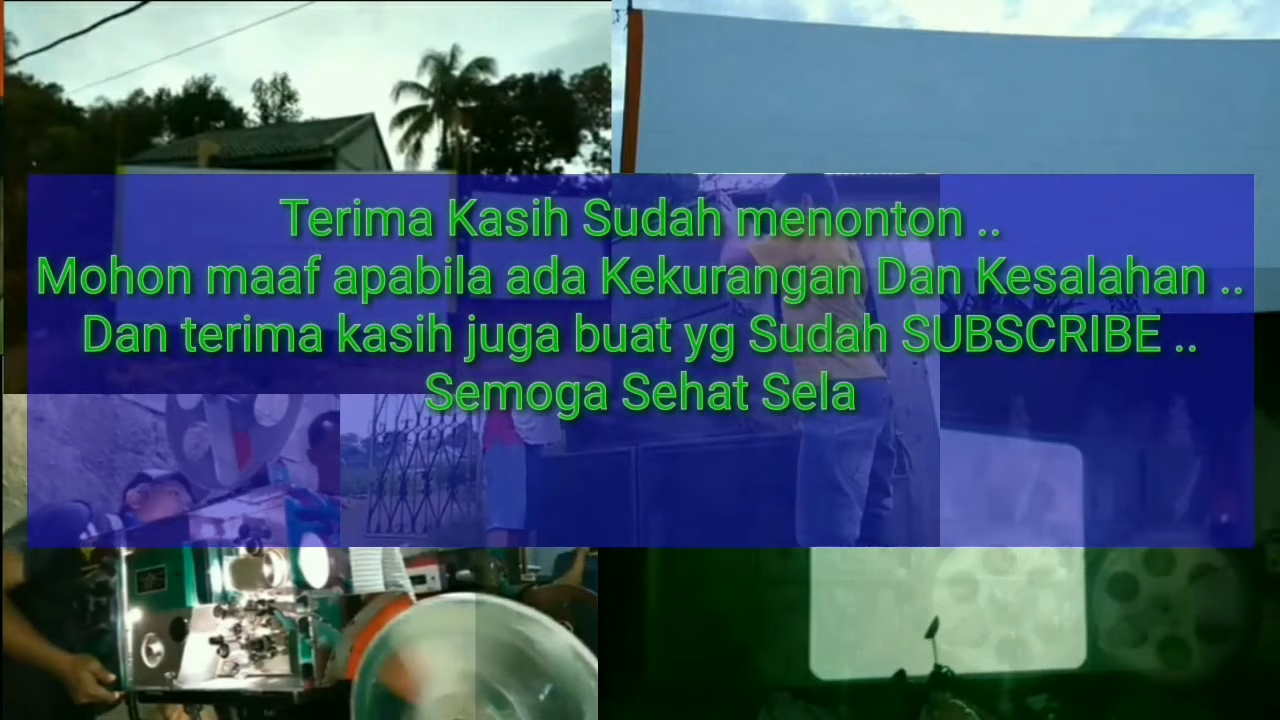 Terima Kasih Sudah menonton ..
Mohon maaf apabila ada Kekurangan Dan Kesalahan ..
Dan terima kasih juga buat yg Sudah SUBSCRIBE ..
Semoga Sehat Sela